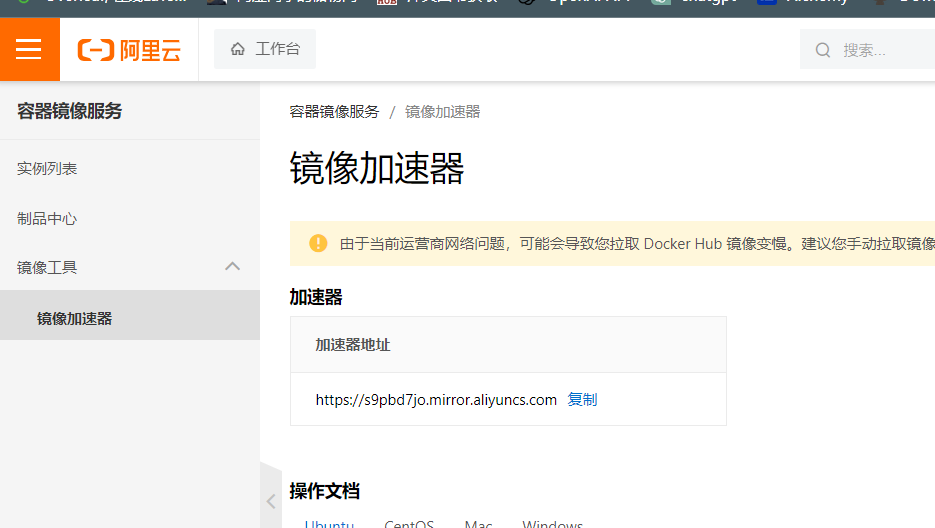 阿里云
工作台
搜索...
容器镜像服务
实例列表
制品中心
镜像工具
镜像加速器
容器镜像服务 / 镜像加速器
镜像加速器
由于当前运营商网络问题，可能会导致您拉取 Docker Hub 镜像变慢。建议您手动拉取镜像
加速器
加速器地址
https://s9pbd7jo.mirror.aliyuncs.com 复制
操作文档
Ubuntu CentOS Mac Windows